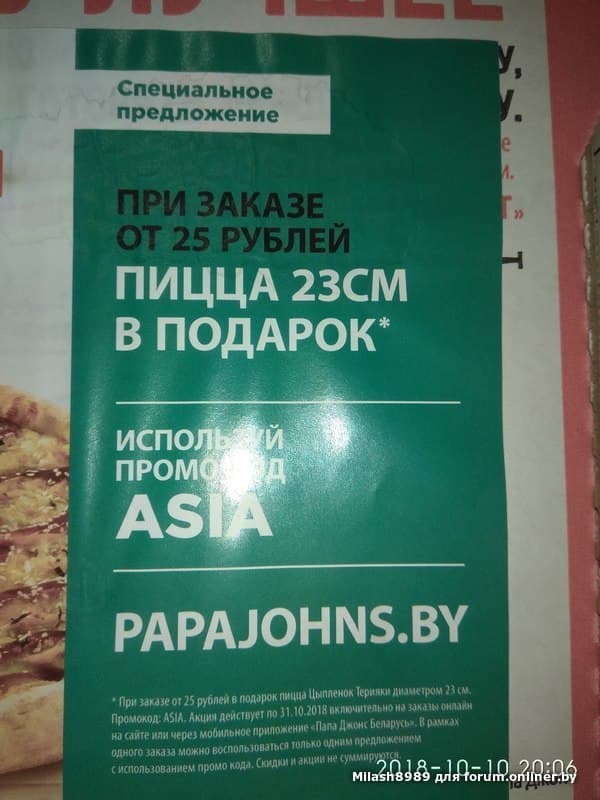 Специальное
предложение
ПРИ ЗАКАЗЕ
ОТ 25 РУБЛЕЙ
ПИЦЦА 23СМ
В ПОДАРОК*
ИСПОЛЬЗУЙ
ПРОМОКОД
ASIA
PAPAJOHNS.BY
* При заказе от 25 рублей в подарок пицца Цыпленок Терияки диаметром 23 см.
Промокод: ASIA. Акция действует по 31.10.2018 включительно на заказы онлайн
на сайте или через мобильное приложение «Папа Джонс Беларусь». В рамках
одного заказа можно воспользоваться только одним предложением
с использованием промо кода. Скидки и акции не суммируются.
2018-10-10 20:06
Milash8989 для forum.onliner.by